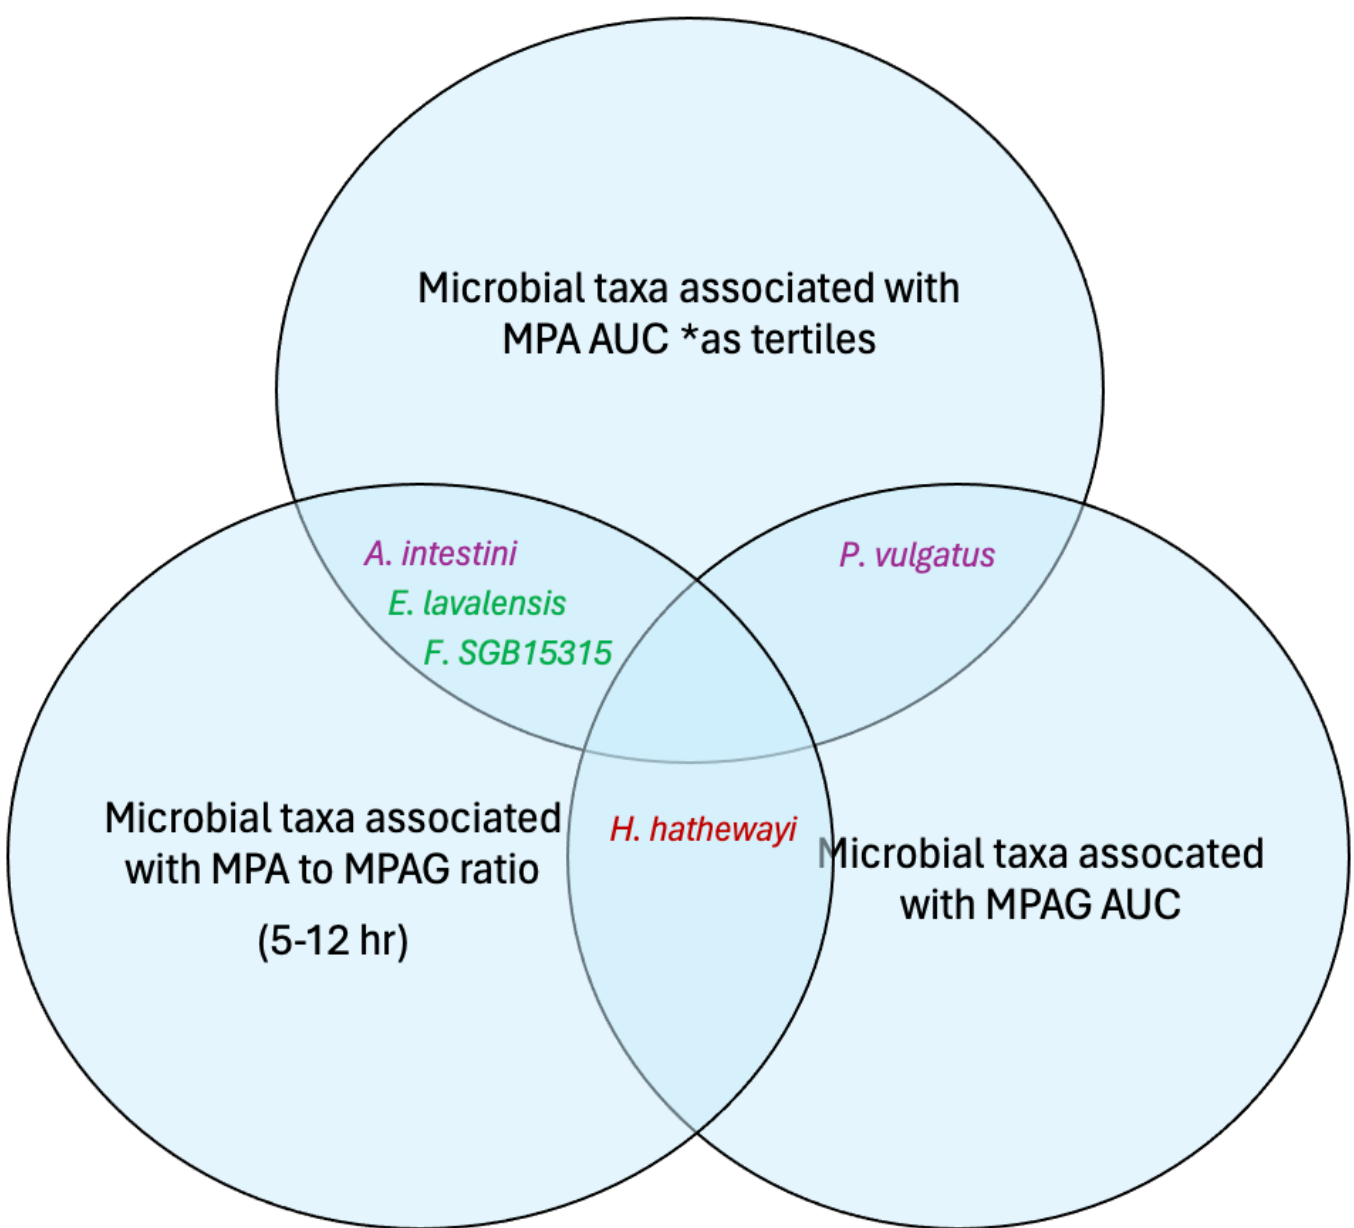 Microbial taxa associated with
MPA AUC *as tertiles
A. intestini
P. vulgatus
E. lavalensis
F. SGB15315
Microbial taxa associated
with MPA to MPAG ratio
(5-12 hr)
H. hathewayi
Microbial taxa assocated
with MPAG AUC